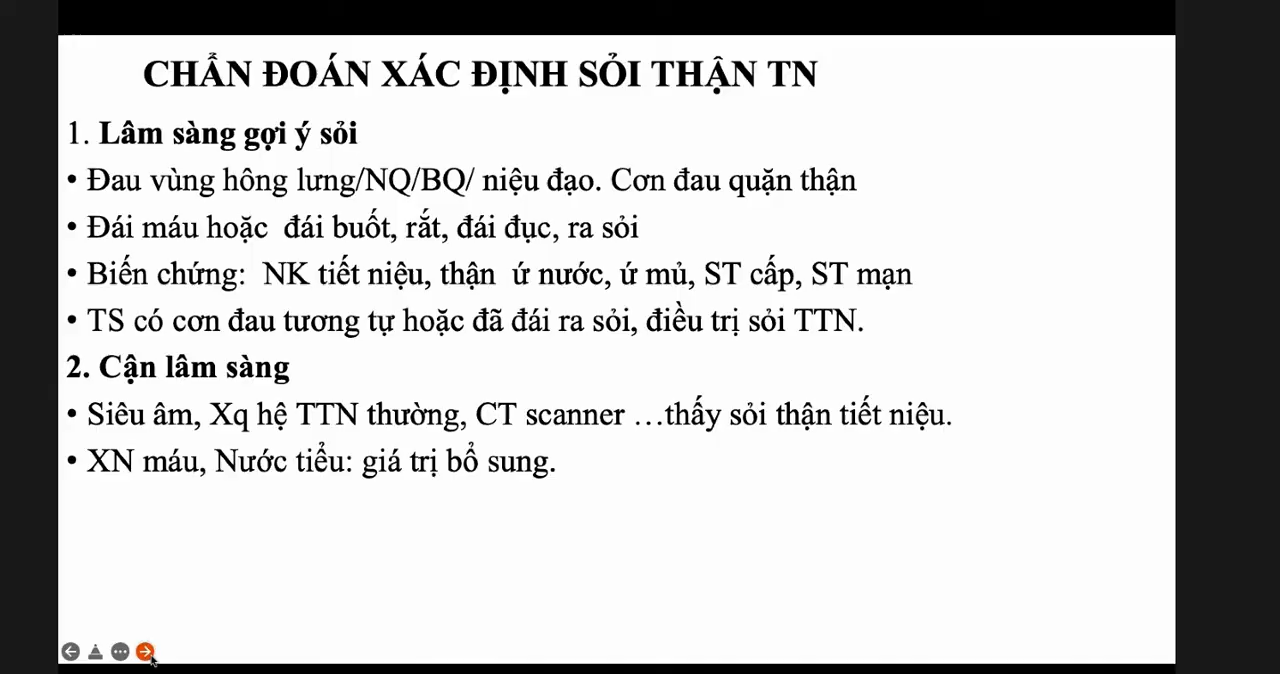 CHẨN ĐOÁN XÁC ĐỊNH SỎI THẬN TN
1. Lâm sàng gợi ý sỏi
• Đau vùng hông lưng/NQ/BQ/ niệu đạo. Cơn đau quặn thận
• Đái máu hoặc  đái buốt, rắt, đái đục, ra sỏi
• Biến chứng:  NK tiết niệu, thận  ứ nước, ứ mủ, ST cấp, ST mạn
• TS có cơn đau tương tự hoặc đã đái ra sỏi, điều trị sỏi TTN.
2. Cận lâm sàng
• Siêu âm, Xq hệ TTN thường, CT scanner …thấy sỏi thận tiết niệu.
• XN máu, Nước tiểu: giá trị bổ sung.